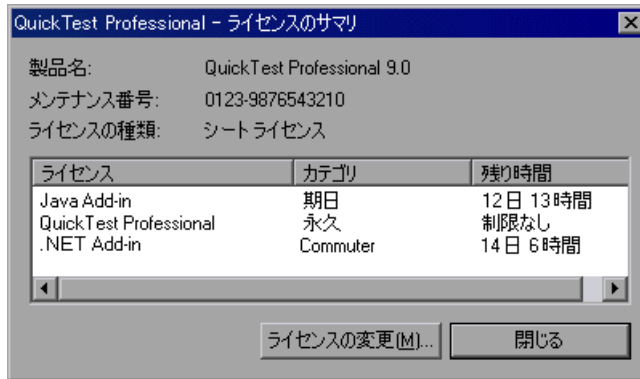 QuickTest Professional - ライセンスのサマリ
製品名: QuickTest Professional 9.0
メンテナンス番号: 0123-9876543210
ライセンスの種類: シート ライセンス
ライセンス カテゴリ 残り時間
Java Add-in 期日 12日 13時間
QuickTest Professional 永久 制限なし
.NET Add-in Commuter 14日 6時間
ライセンスの変更(M)... 閉じる